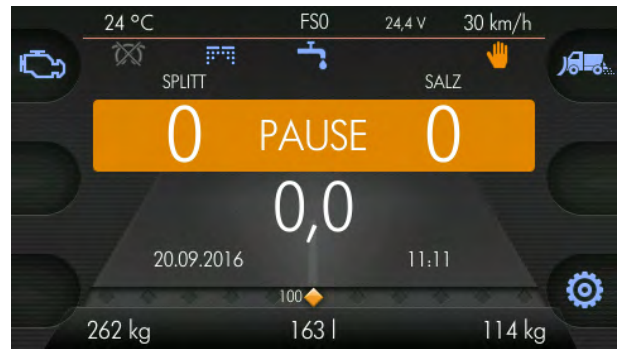 24 °C FS0 24,4 V 30 km/h
SPLITT SALZ
0 PAUSE 0
0,0
20.09.2016 11:11
100
262 kg 163 l 114 kg